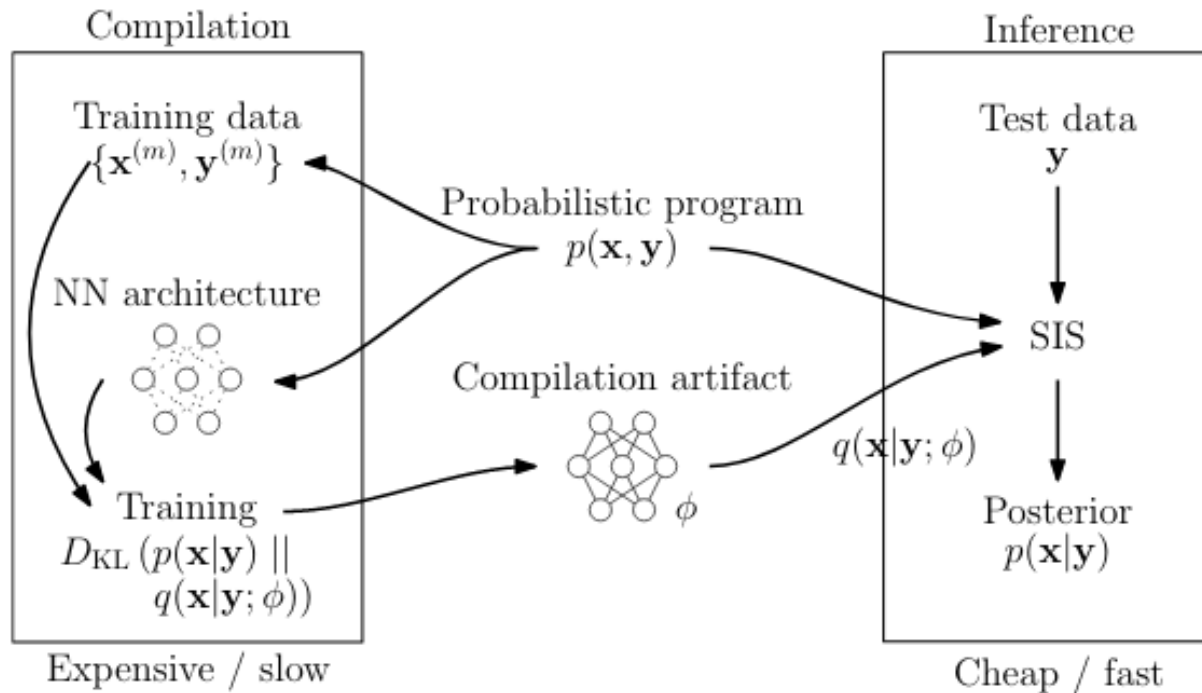 Compilation
Training data
{x^(m), y^(m)}
NN architecture
Training
D_KL (p(x|y) ||
q(x|y; ϕ))
Expensive / slow
Probabilistic program
p(x, y)
Compilation artifact
ϕ
q(x|y; ϕ)
Inference
Test data
y
SIS
Posterior
p(x|y)
Cheap / fast